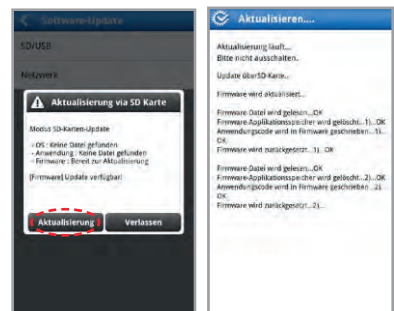 Software-Update
SD/USB
Netzwerk
Aktualisierung via SD Karte
Modus SD-Karten-Update
- OS : Keine Datei gefunden
- Anwendung : Keine Datei gefunden
- Firmware : Bereit zur Aktualisierung
[Firmware] Update verfügbar!
Aktualisierung
Verlassen
Aktualisieren....
Aktualisierung läuft...
Bitte nicht ausschalten.
Update überSD-Karte...
Firmware wird aktualisiert...
Firmware-Datei wird gelesen...OK
Firmware-Applikationsspeicher wird gelöscht...1)...OK
Anwendungscode wird in Firmware geschrieben...1)...
OK
Firmware wird zurückgesetzt...1)...OK
Firmware-Datei wird gelesen...OK
Firmware-Applikationsspeicher wird gelöscht...2)...OK
Anwendungscode wird in Firmware geschrieben...2)...
OK
Firmware wird zurückgesetzt...2)...